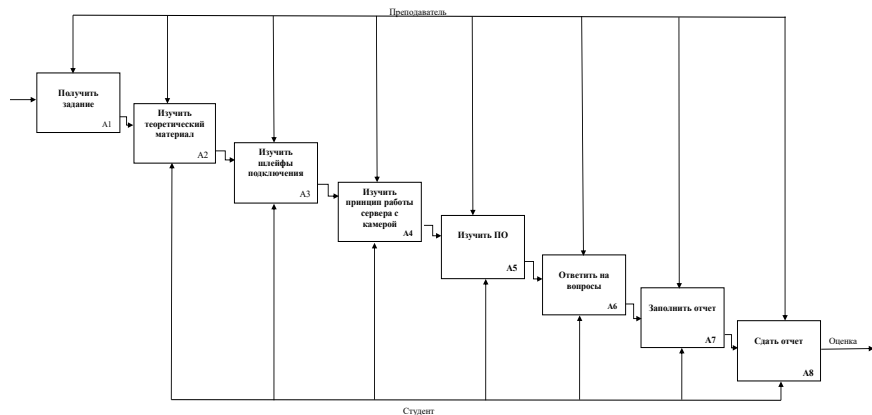 Преподаватель
Получить
задание
A1
Изучить
теоретический
материал
A2
Изучить
шлейфы
подключения
A3
Изучить
принцип работы
сервера с
камерой
A4
Изучить ПО
A5
Ответить на
вопросы
A6
Заполнить отчет
A7
Сдать отчет
A8
Оценка
Студент